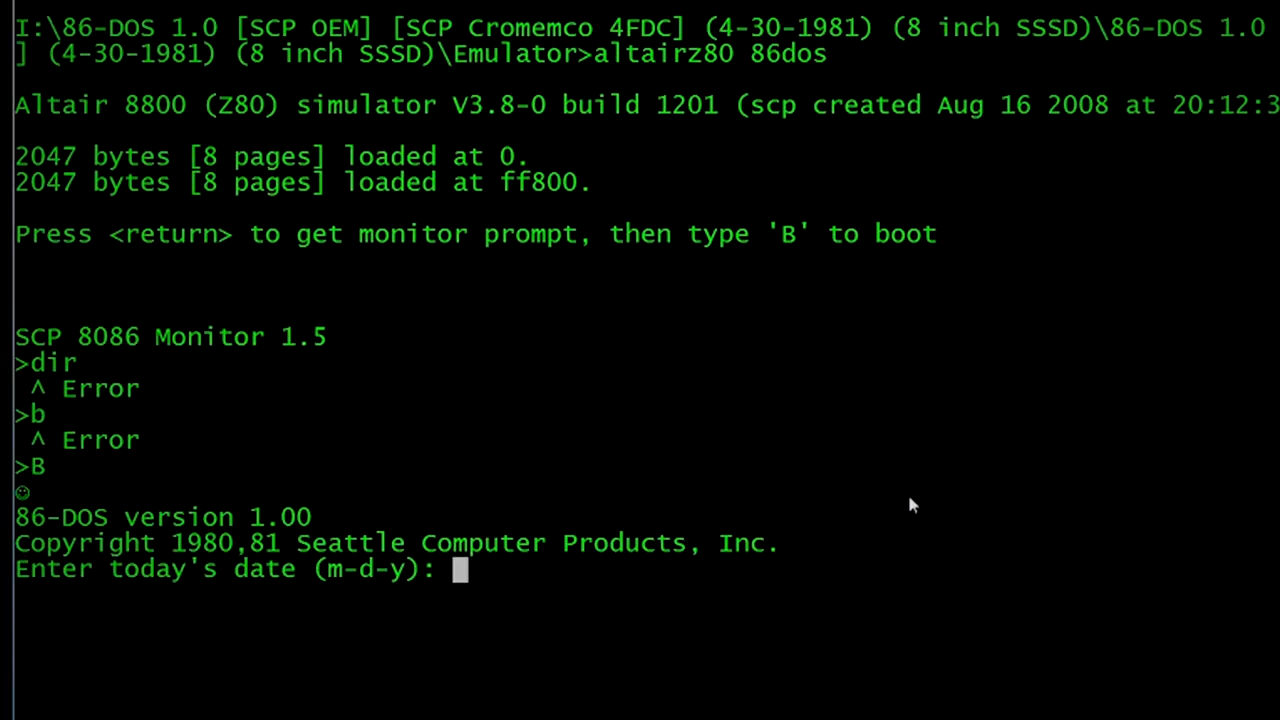 I:\86-DOS 1.0 [SCP OEM] [SCP Cromemco 4FDC] (4-30-1981) (8 inch SSSD)\86-DOS 1.0
] (4-30-1981) (8 inch SSSD)\Emulator>altairz80 86dos
Altair 8800 (Z80) simulator V3.8-0 build 1201 (scp created Aug 16 2008 at 20:12:3
2047 bytes [8 pages] loaded at 0.
2047 bytes [8 pages] loaded at ff800.
Press <return> to get monitor prompt, then type 'B' to boot
SCP 8086 Monitor 1.5
>dir
^ Error
>b
^ Error
>B
☺
86-DOS version 1.00
Copyright 1980,81 Seattle Computer Products, Inc.
Enter today's date (m-d-y):